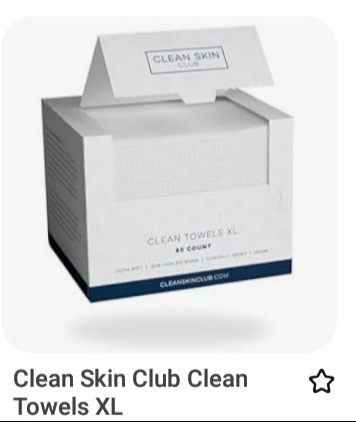 CLEAN SKIN
CLUB
CLEAN TOWELS XL
50 COUNT
CLEANSKINCLUB.COM
Clean Skin Club Clean
Towels XL